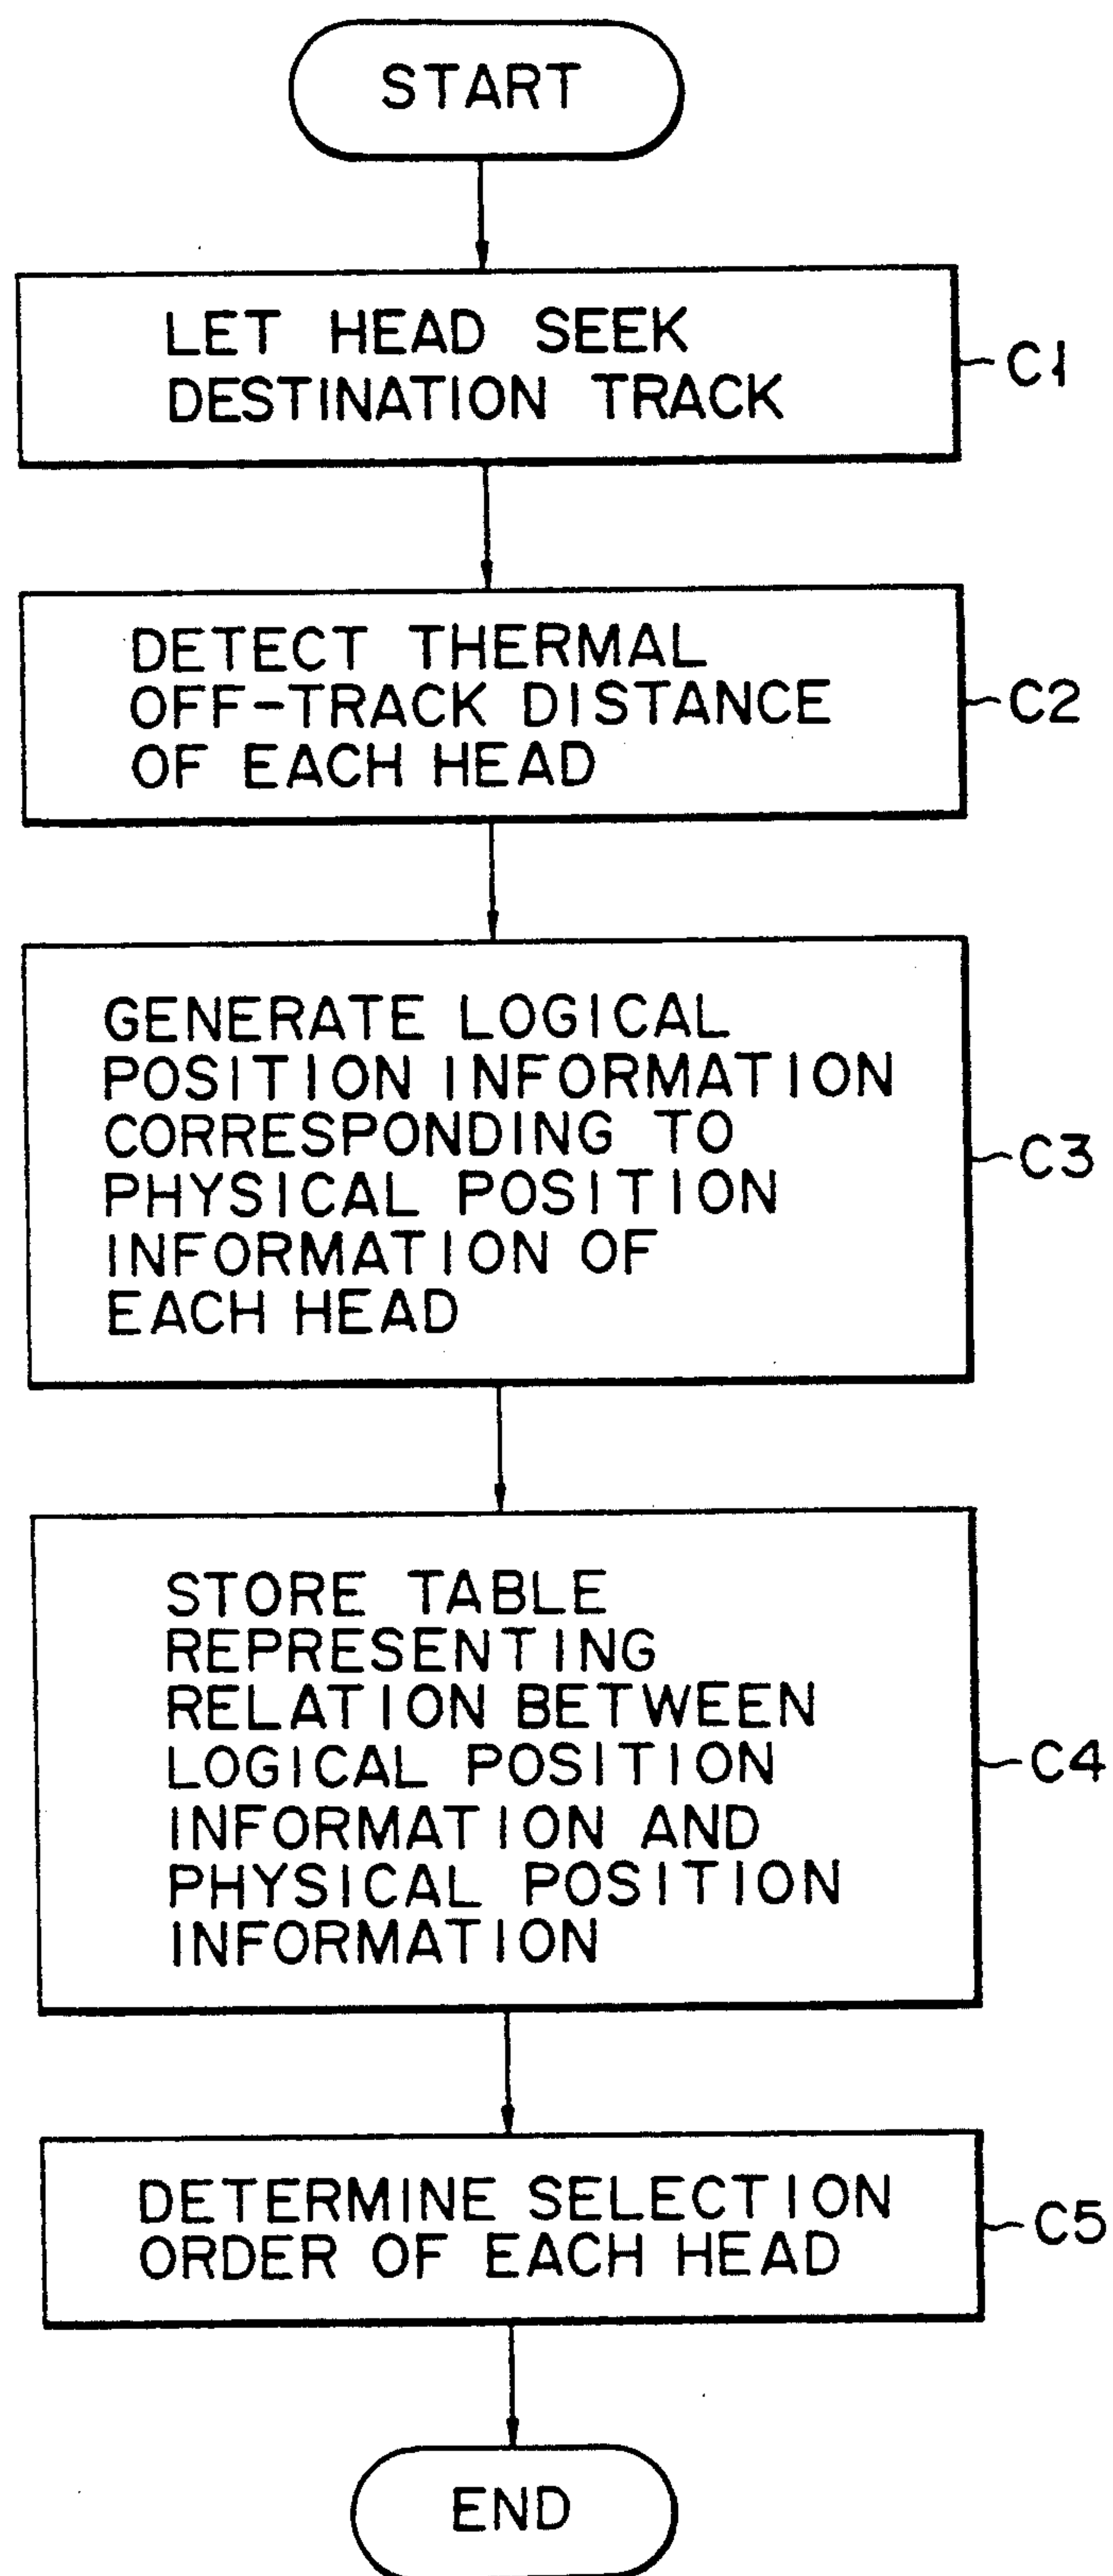 START
LET HEAD SEEK
DESTINATION TRACK
C1
DETECT THERMAL
OFF-TRACK DISTANCE
OF EACH HEAD
C2
GENERATE LOGICAL
POSITION INFORMATION
CORRESPONDING TO
PHYSICAL POSITION
INFORMATION OF
EACH HEAD
C3
STORE TABLE
REPRESENTING
RELATION BETWEEN
LOGICAL POSITION
INFORMATION AND
PHYSICAL POSITION
INFORMATION
C4
DETERMINE SELECTION
ORDER OF EACH HEAD
C5
END